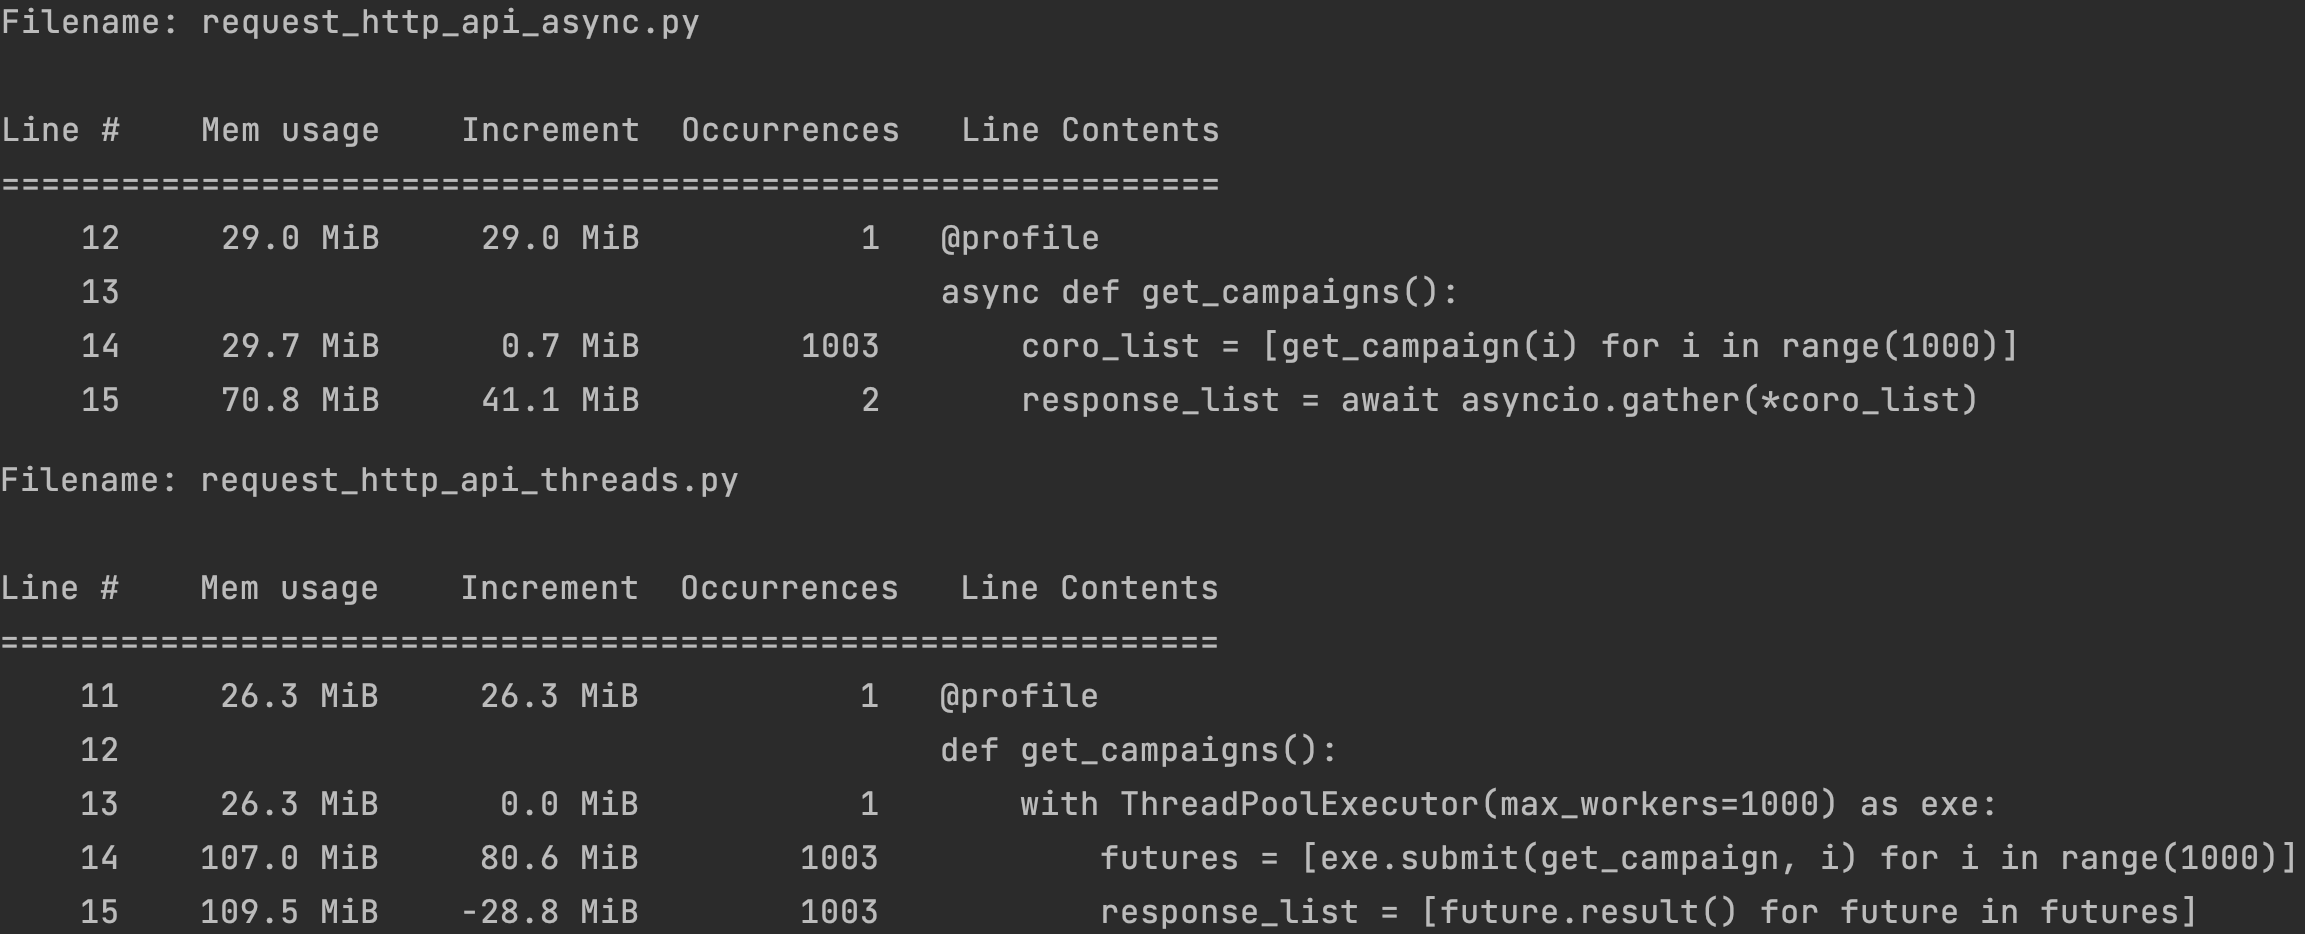 Filename: request_http_api_async.py
Line #    Mem usage    Increment  Occurrences   Line Contents
=============================================================
    12     29.0 MiB     29.0 MiB           1   @profile
    13                                         async def get_campaigns():
    14     29.7 MiB      0.7 MiB        1003       coro_list = [get_campaign(i) for i in range(1000)]
    15     70.8 MiB     41.1 MiB           2       response_list = await asyncio.gather(*coro_list)
Filename: request_http_api_threads.py
Line #    Mem usage    Increment  Occurrences   Line Contents
=============================================================
    11     26.3 MiB     26.3 MiB           1   @profile
    12                                         def get_campaigns():
    13     26.3 MiB      0.0 MiB           1       with ThreadPoolExecutor(max_workers=1000) as exe:
    14    107.0 MiB     80.6 MiB        1003           futures = [exe.submit(get_campaign, i) for i in range(1000)]
    15    109.5 MiB    -28.8 MiB        1003           response_list = [future.result() for future in futures]